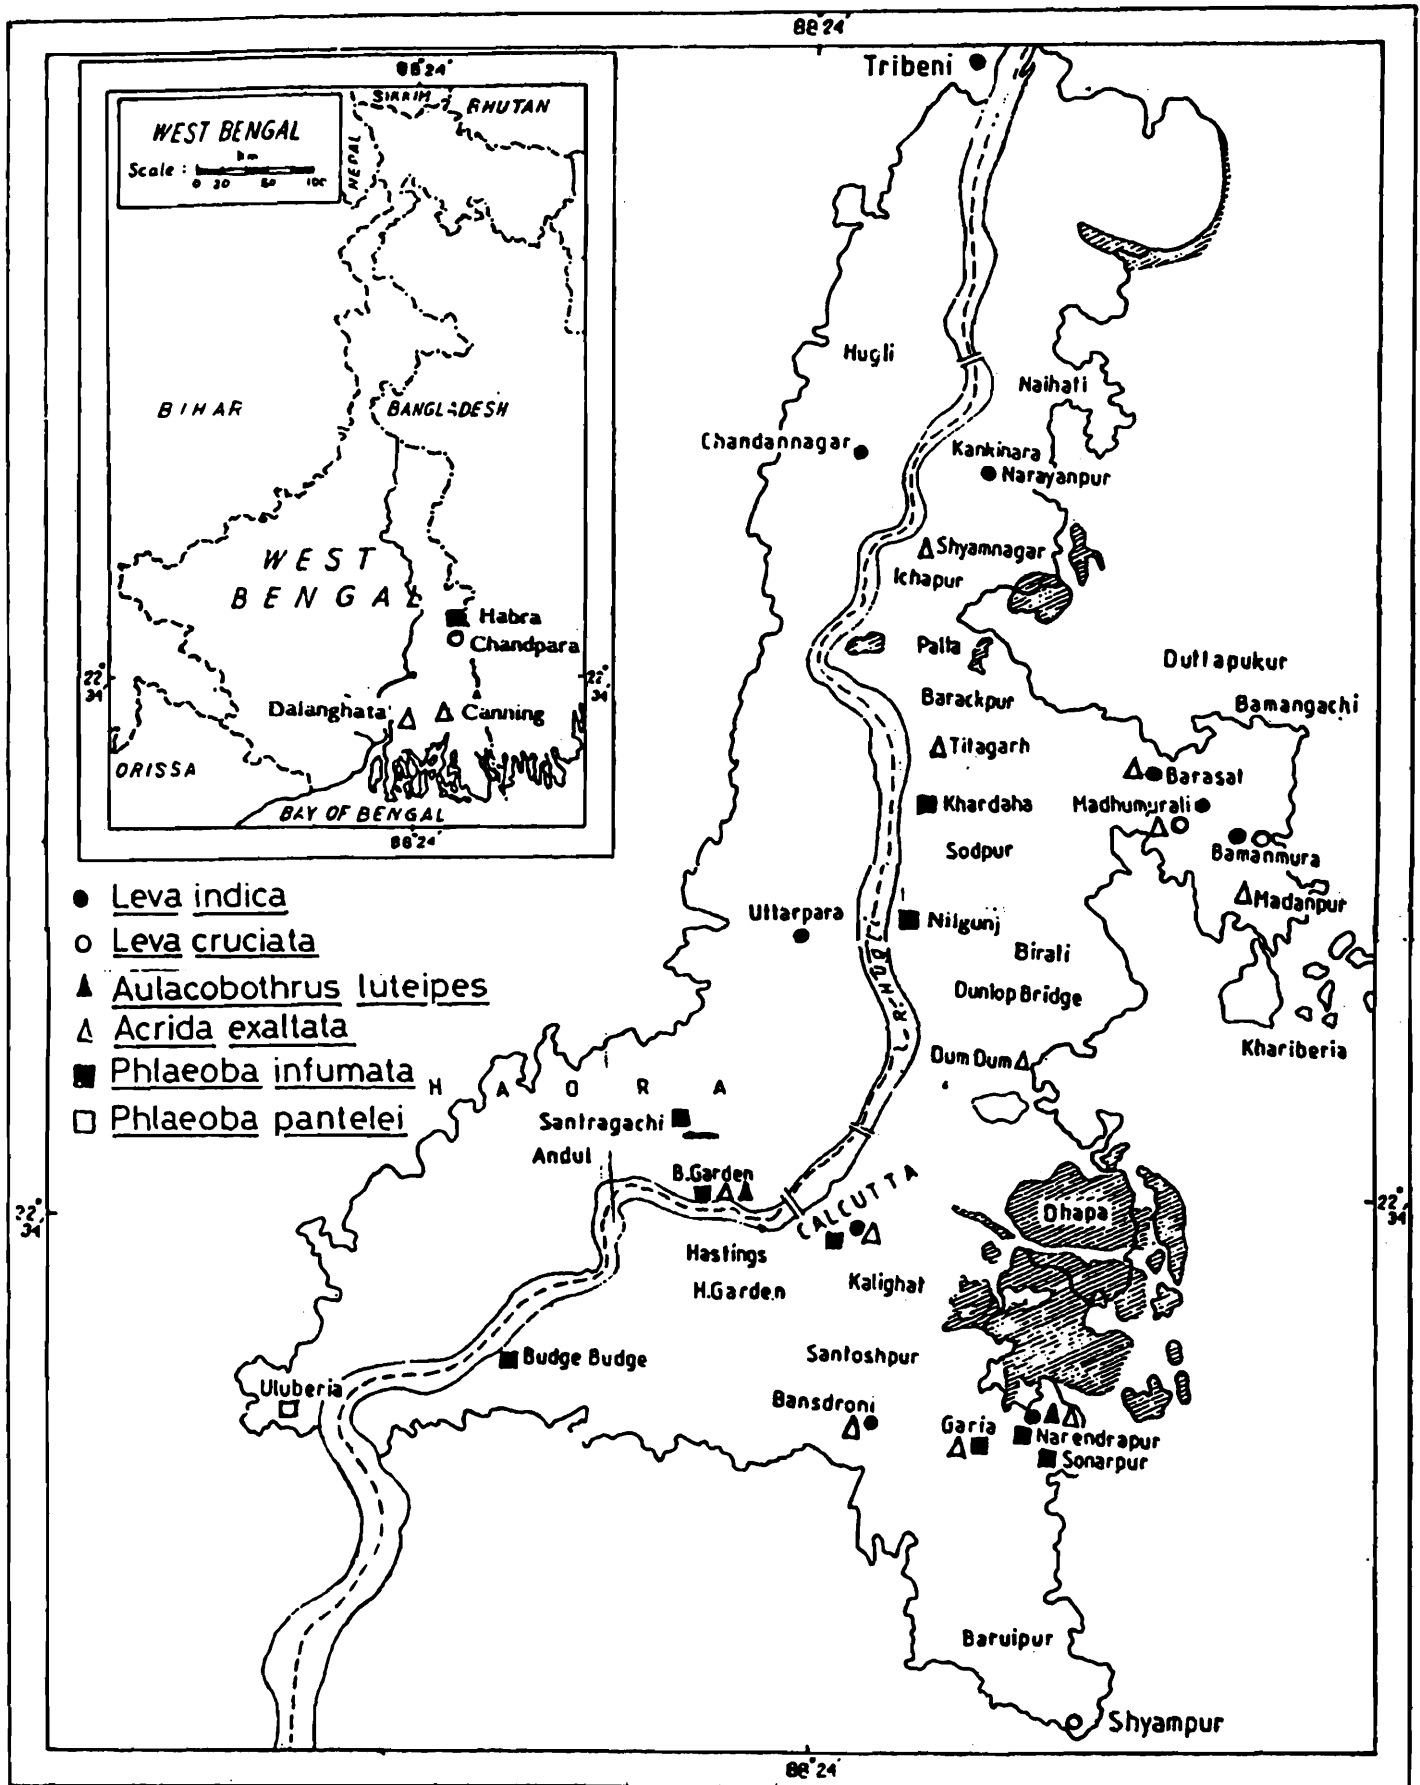 88°24'
88°24'
SIKKIM
BHUTAN
NEPAL
WEST BENGAL
km
Scale :
0 20 60 100
BIHAR
BANGLADESH
WEST
BENGAL
Habra
Chandpara
22°
34'
22°
34'
Dalanghata
Canning
ORISSA
BAY OF BENGAL
88°24'
Tribeni
Hugli
Naihati
Chandannagar
Kankinara
Narayanpur
Shyamnagar
Ichapur
Palta
Duttapukur
Barackpur
Bamangachi
Titagarh
Barasat
Khardaha
Madhumurali
Sodpur
Bamanmura
Madanpur
Uttarpara
Nilgunj
Birati
Dunlop Bridge
Khariberia
Dum Dum
Leva indica
Leva cruciata
Aulacobothrus luteipes
Acrida exaltata
Phlaeoba infumata
Phlaeoba pantelei
HAORA
Santragachi
Andul
B.Garden
CALCUTTA
Dhapa
22°
34'
22°
34'
Hastings
H.Garden
Kalighat
Santoshpur
Budge Budge
Uluberia
Bansdroni
Garia
Narendrapur
Sonarpur
Baruipur
Shyampur
88°24'